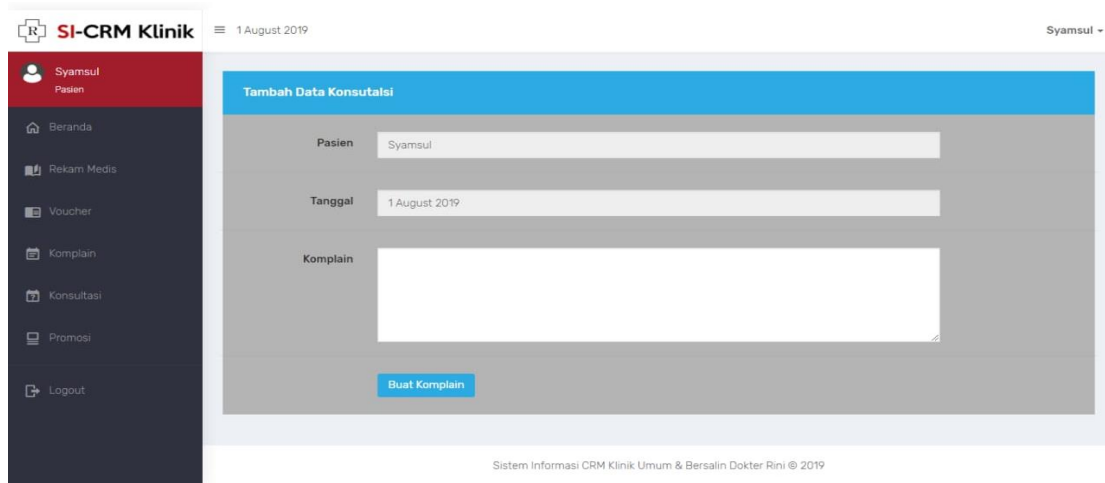 R SI-CRM Klinik
1 August 2019
Syamsul
Syamsul
Pasien
Beranda
Rekam Medis
Voucher
Komplain
Konsultasi
Promosi
Logout
Tambah Data Konsutalsi
Pasien Syamsul
Tanggal 1 August 2019
Komplain
Buat Komplain
Sistem Informasi CRM Klinik Umum & Bersalin Dokter Rini © 2019